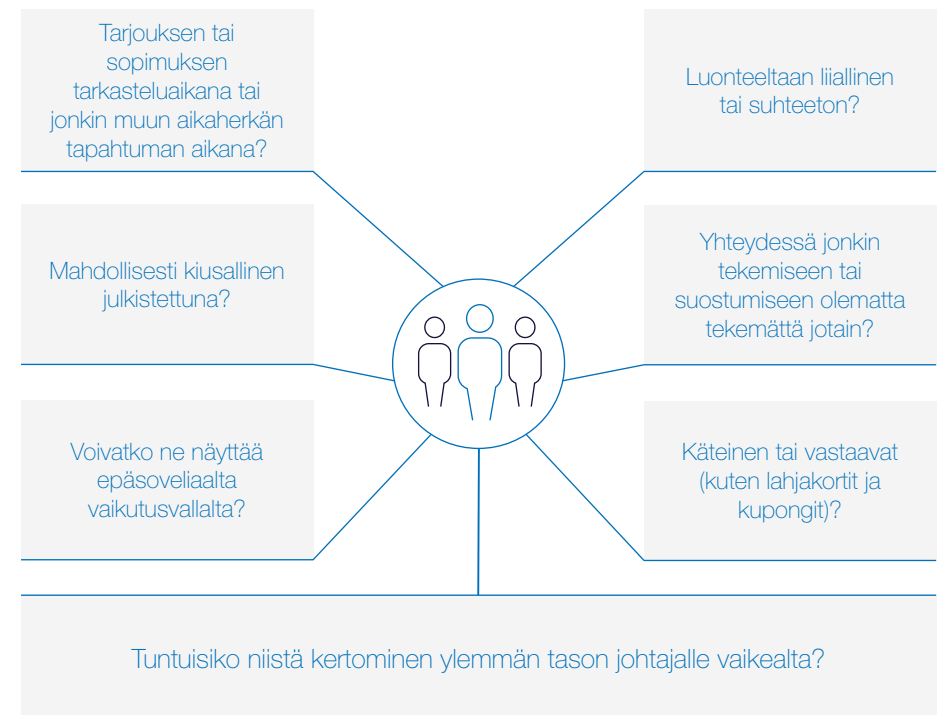 Tarjouksen tai
sopimuksen
tarkasteluaikana tai
jonkin muun aikaherkän
tapahtuman aikana?
Luonteeltaan liiallinen
tai suhteeton?
Mahdollisesti kiusallinen
julkistettuna?
Yhteydessä jonkin
tekemiseen tai
suostumiseen olematta
tekemättä jotain?
Voivatko ne näyttää
epäsoveliaalta
vaikutusvallalta?
Käteinen tai vastaavat
(kuten lahjakortit ja
kupongit)?
Tuntuisiko niistä kertominen ylemmän tason johtajalle vaikealta?